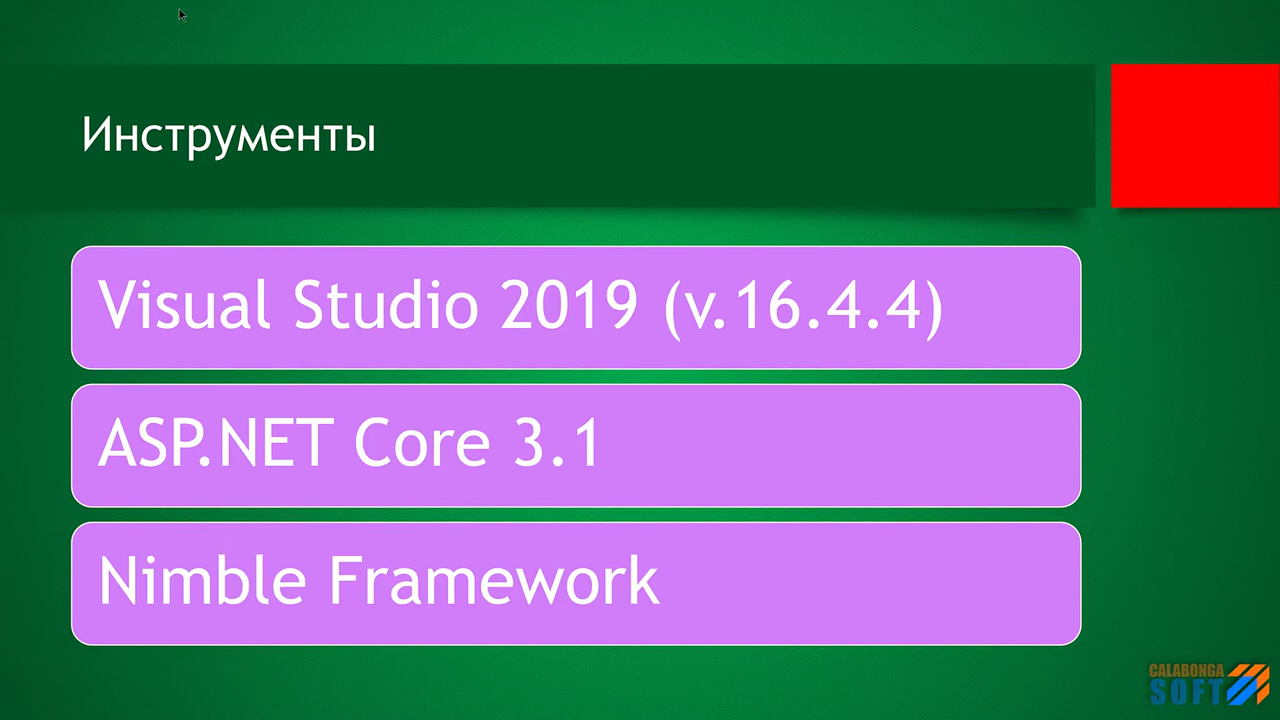 Инструменты
Visual Studio 2019 (v.16.4.4)
ASP.NET Core 3.1
Nimble Framework
CALABONGA
SOFT